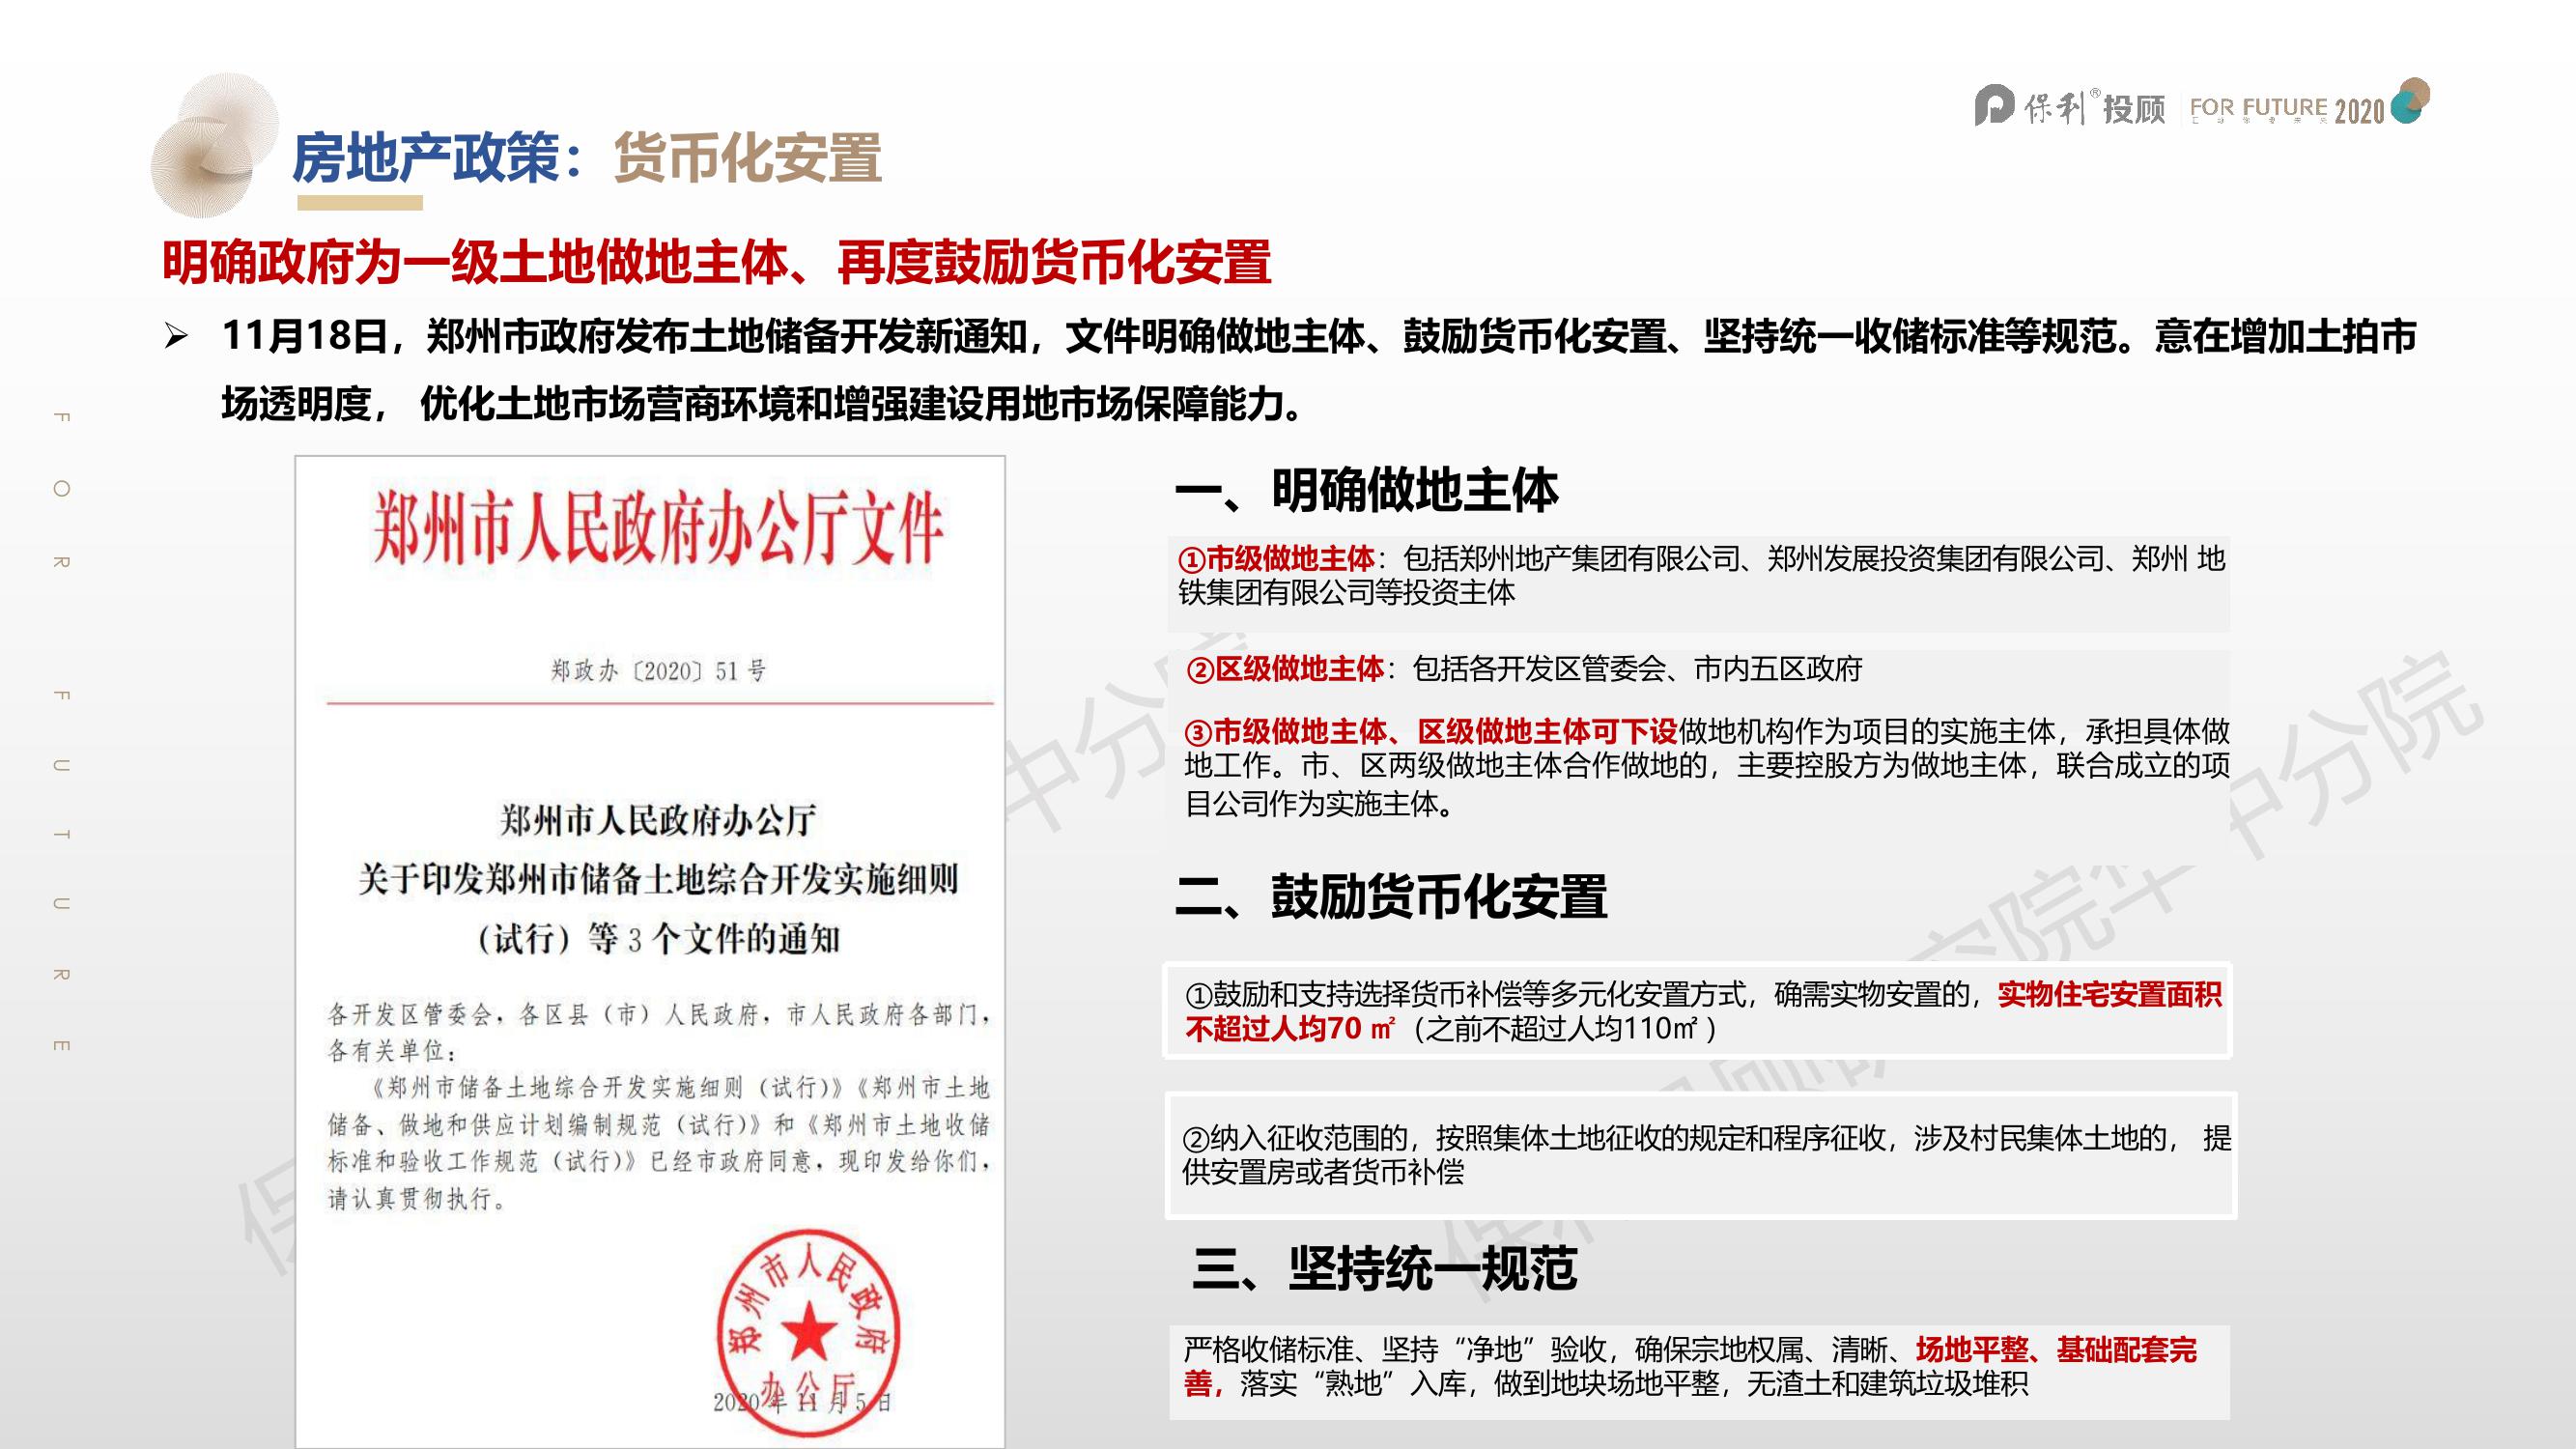 保利®投顾 FOR FUTURE 2020
房地产政策：货币化安置
明确政府为一级土地做地主体、再度鼓励货币化安置
➢ 11月18日，郑州市政府发布土地储备开发新通知，文件明确做地主体、鼓励货币化安置、坚持统一收储标准等规范。意在增加土拍市
场透明度， 优化土地市场营商环境和增强建设用地市场保障能力。
FOR FUTURE
郑州市人民政府办公厅文件
郑政办〔2020〕51 号
郑州市人民政府办公厅
关于印发郑州市储备土地综合开发实施细则
（试行）等 3 个文件的通知
各开发区管委会，各区县（市）人民政府，市人民政府各部门，
各有关单位：
《郑州市储备土地综合开发实施细则（试行）》《郑州市土地
储备、做地和供应计划编制规范（试行）》和《郑州市土地收储
标准和验收工作规范（试行）》已经市政府同意，现印发给你们，
请认真贯彻执行。
郑州市人民政府
办公厅
2020 年 11 月 5 日
一、明确做地主体
①市级做地主体：包括郑州地产集团有限公司、郑州发展投资集团有限公司、郑州 地
铁集团有限公司等投资主体
②区级做地主体：包括各开发区管委会、市内五区政府
③市级做地主体、区级做地主体可下设做地机构作为项目的实施主体，承担具体做
地工作。市、区两级做地主体合作做地的，主要控股方为做地主体，联合成立的项
目公司作为实施主体。
二、鼓励货币化安置
①鼓励和支持选择货币补偿等多元化安置方式，确需实物安置的，实物住宅安置面积
不超过人均70 ㎡（之前不超过人均110㎡ ）
②纳入征收范围的，按照集体土地征收的规定和程序征收，涉及村民集体土地的， 提
供安置房或者货币补偿
三、坚持统一规范
严格收储标准、坚持“净地”验收，确保宗地权属、清晰、场地平整、基础配套完
善，落实“熟地”入库，做到地块场地平整，无渣土和建筑垃圾堆积